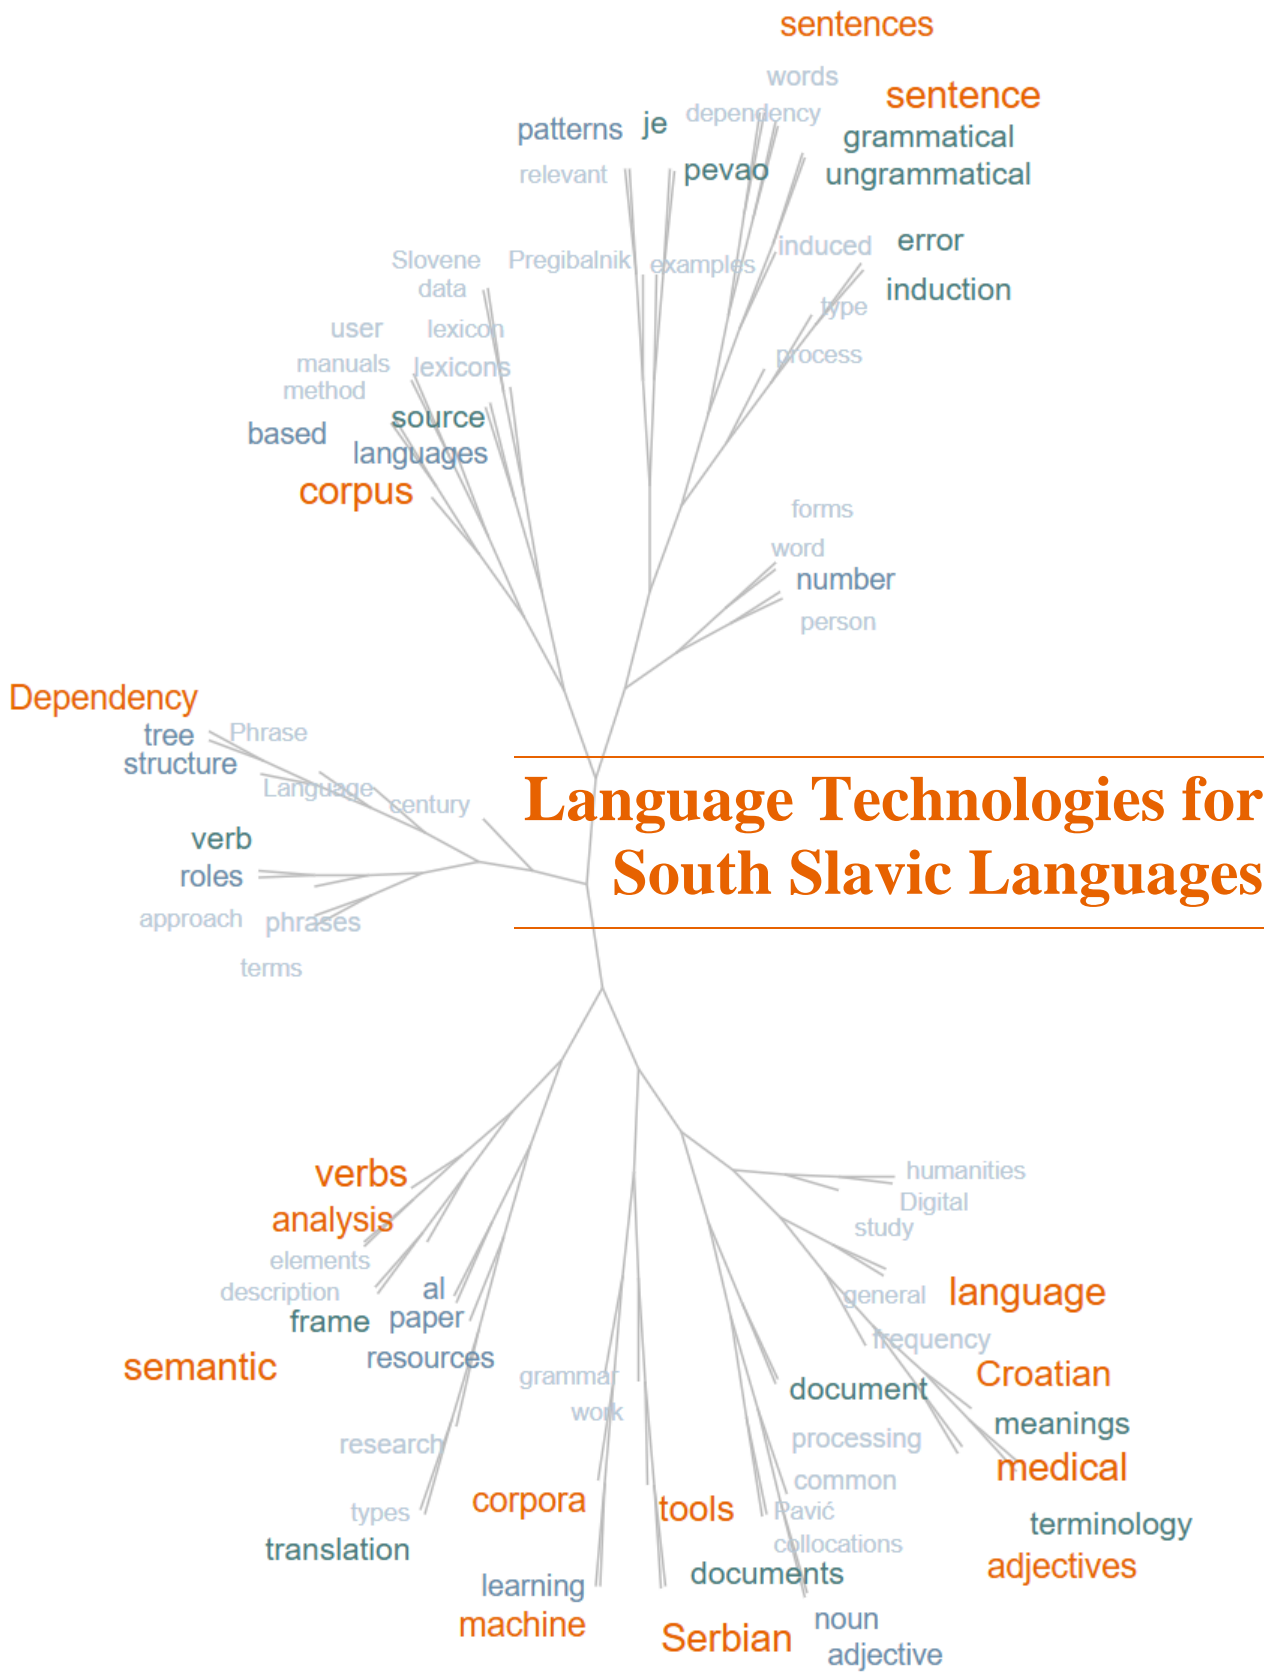 sentences
words
sentence
dependency
patterns je
grammatical
pevao
relevant
ungrammatical
induced
error
Slovene
Pregibalnik
examples
data
induction
type
user
lexicon
process
manuals
lexicons
method
source
based
languages
corpus
forms
word
number
person
Dependency
tree
Phrase
structure
Language
century
Language Technologies for
South Slavic Languages
verb
roles
approach
phrases
terms
verbs
humanities
Digital
analysis
study
elements
description
al
general
language
frame
paper
frequency
resources
semantic
grammar
Croatian
document
work
meanings
research
processing
medical
common
corpora
tools
types
Pavić
terminology
translation
collocations
adjectives
documents
learning
machine
noun
Serbian
adjective